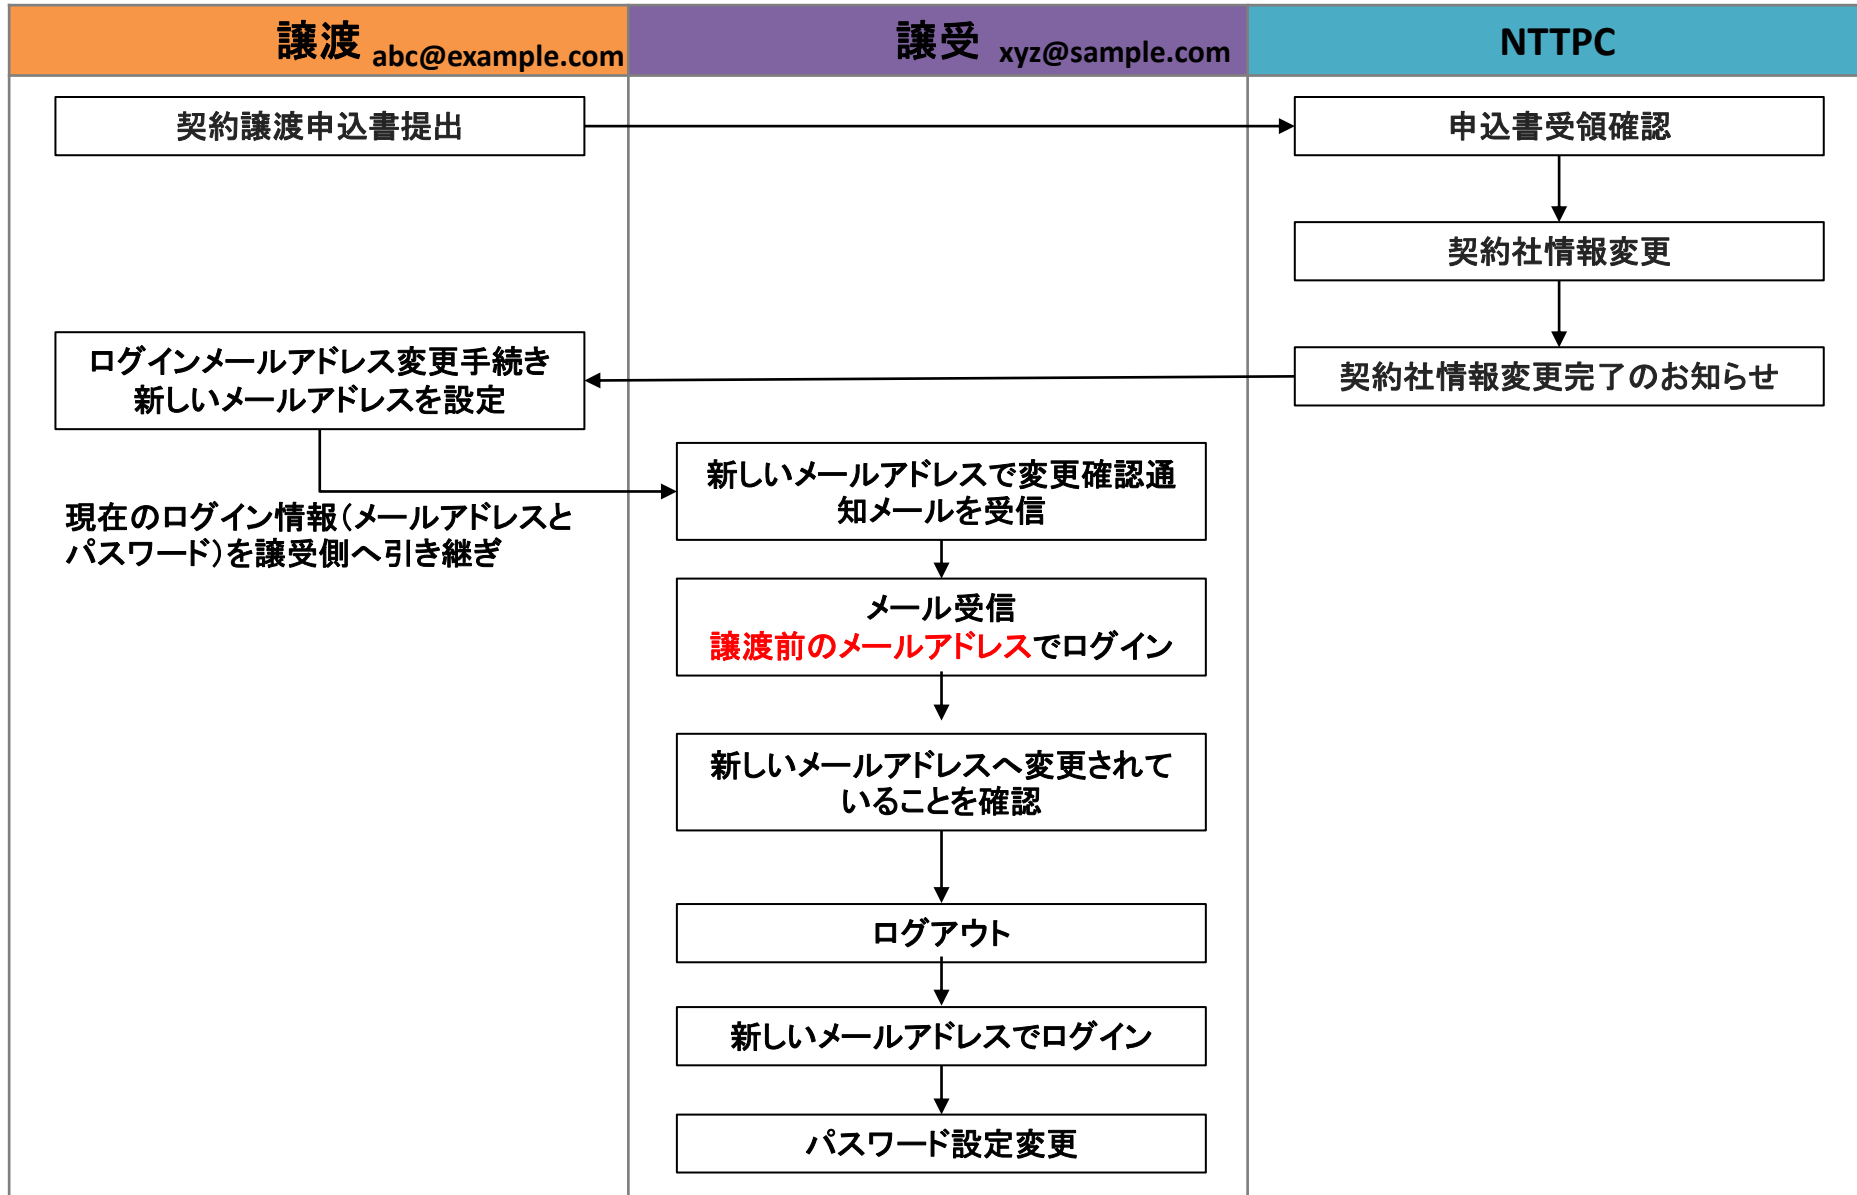 譲渡 abc@example.com
譲受 xyz@sample.com
NTTPC
契約譲渡申込書提出
申込書受領確認
契約社情報変更
契約社情報変更完了のお知らせ
ログインメールアドレス変更手続き
新しいメールアドレスを設定
現在のログイン情報（メールアドレスと
パスワード）を譲受側へ引き継ぎ
新しいメールアドレスで変更確認通
知メールを受信
メール受信
譲渡前のメールアドレスでログイン
新しいメールアドレスへ変更されて
いることを確認
ログアウト
新しいメールアドレスでログイン
パスワード設定変更